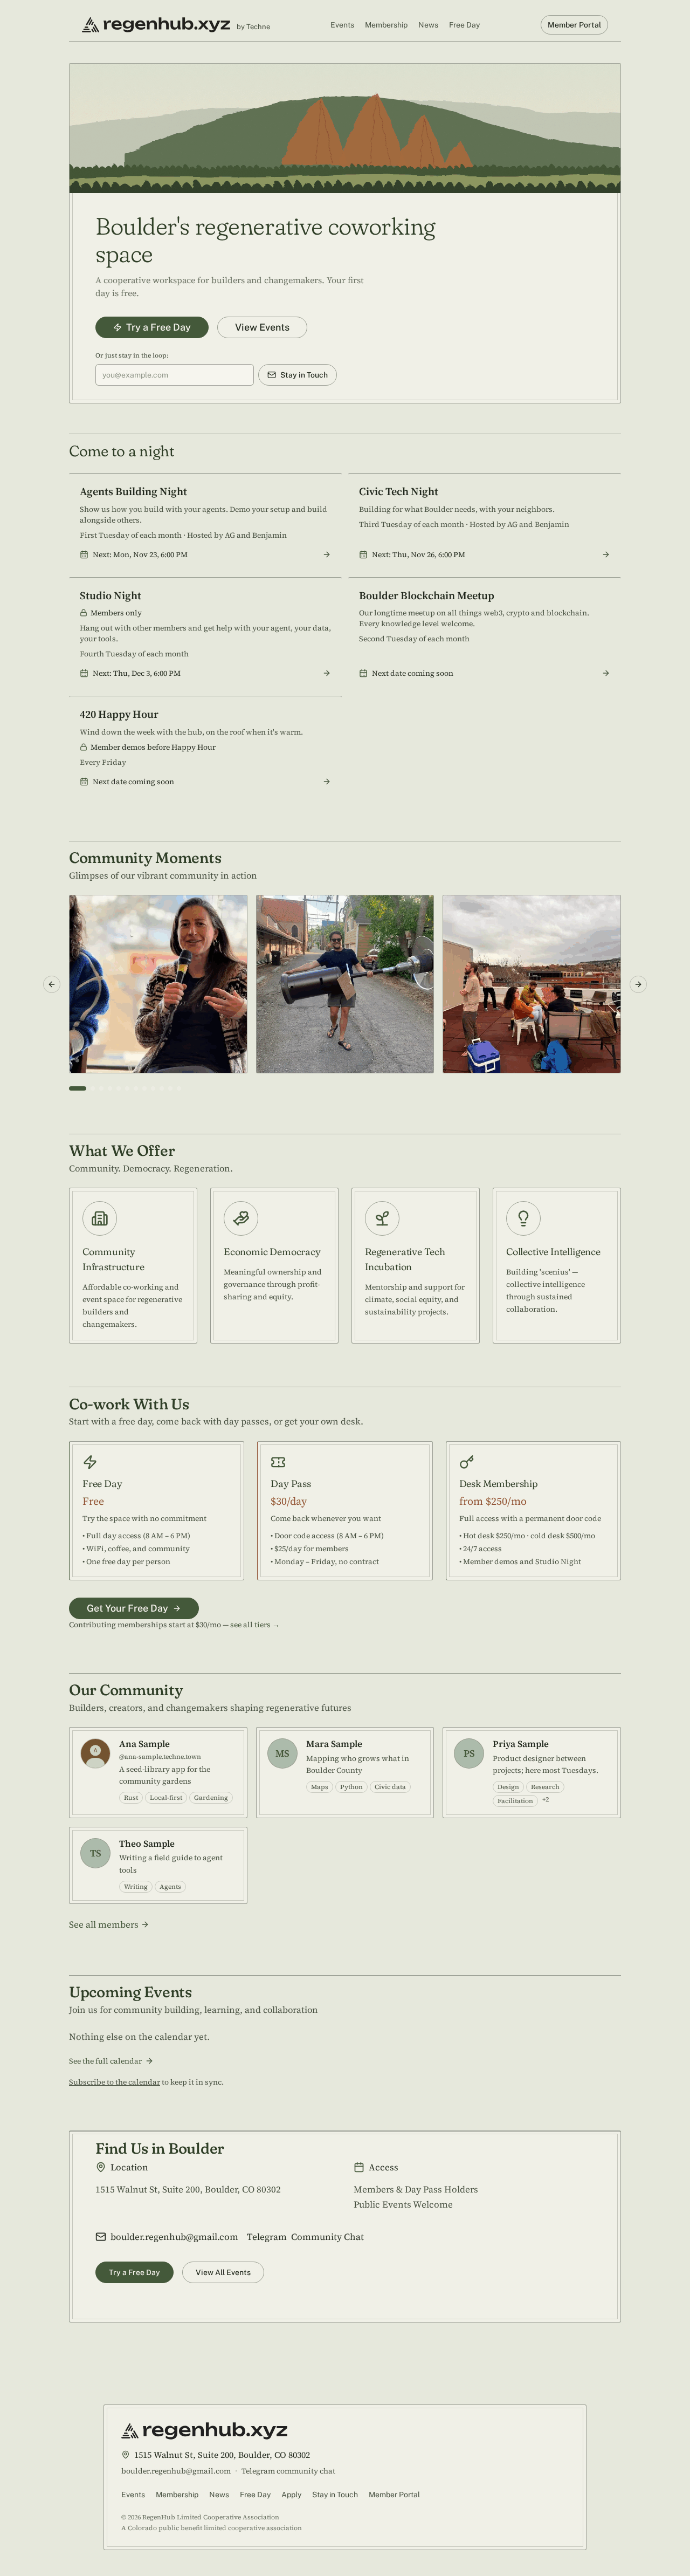 regenhub.xyz by Techne
Events Membership News Free Day
Member Portal
Boulder's regenerative coworking
space
A cooperative workspace for builders and changemakers. Your first
day is free.
Try a Free Day
View Events
Or just stay in the loop:
you@example.com
Stay in Touch
Come to a night
Agents Building Night
Show us how you build with your agents. Demo your setup and build
alongside others.
First Tuesday of each month · Hosted by AG and Benjamin
Next: Mon, Nov 23, 6:00 PM
Civic Tech Night
Building for what Boulder needs, with your neighbors.
Third Tuesday of each month · Hosted by AG and Benjamin
Next: Thu, Nov 26, 6:00 PM
Studio Night
Members only
Hang out with other members and get help with your agent, your data,
your tools.
Fourth Tuesday of each month
Next: Thu, Dec 3, 6:00 PM
Boulder Blockchain Meetup
Our longtime meetup on all things web3, crypto and blockchain.
Every knowledge level welcome.
Second Tuesday of each month
Next date coming soon
420 Happy Hour
Wind down the week with the hub, on the roof when it's warm.
Member demos before Happy Hour
Every Friday
Next date coming soon
Community Moments
Glimpses of our vibrant community in action
What We Offer
Community. Democracy. Regeneration.
Community
Infrastructure
Affordable co-working and
event space for regenerative
builders and
changemakers.
Economic Democracy
Meaningful ownership and
governance through profit-
sharing and equity.
Regenerative Tech
Incubation
Mentorship and support for
climate, social equity, and
sustainability projects.
Collective Intelligence
Building 'scenius' —
collective intelligence
through sustained
collaboration.
Co-work With Us
Start with a free day, come back with day passes, or get your own desk.
Free Day
Free
Try the space with no commitment
• Full day access (8 AM – 6 PM)
• WiFi, coffee, and community
• One free day per person
Day Pass
$30/day
Come back whenever you want
• Door code access (8 AM – 6 PM)
• $25/day for members
• Monday – Friday, no contract
Desk Membership
from $250/mo
Full access with a permanent door code
• Hot desk $250/mo · cold desk $500/mo
• 24/7 access
• Member demos and Studio Night
Get Your Free Day →
Contributing memberships start at $30/mo — see all tiers →
Our Community
Builders, creators, and changemakers shaping regenerative futures
A
Ana Sample
@ana-sample.techne.town
A seed-library app for the
community gardens
Rust Local-first Gardening
MS
Mara Sample
Mapping who grows what in
Boulder County
Maps Python Civic data
PS
Priya Sample
Product designer between
projects; here most Tuesdays.
Design Research
Facilitation +2
TS
Theo Sample
Writing a field guide to agent
tools
Writing Agents
See all members →
Upcoming Events
Join us for community building, learning, and collaboration
Nothing else on the calendar yet.
See the full calendar →
Subscribe to the calendar to keep it in sync.
Find Us in Boulder
Location
1515 Walnut St, Suite 200, Boulder, CO 80302
Access
Members & Day Pass Holders
Public Events Welcome
boulder.regenhub@gmail.com Telegram Community Chat
Try a Free Day
View All Events
regenhub.xyz
1515 Walnut St, Suite 200, Boulder, CO 80302
boulder.regenhub@gmail.com · Telegram community chat
Events Membership News Free Day Apply Stay in Touch Member Portal
© 2026 RegenHub Limited Cooperative Association
A Colorado public benefit limited cooperative association